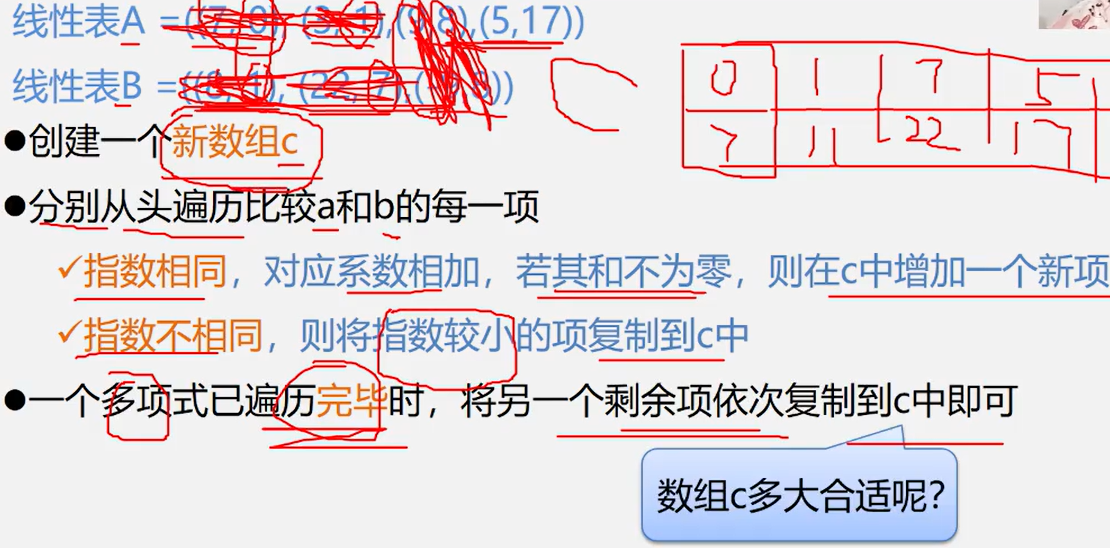 线性表A =((7, 0), (3, 1),(9,8),(5,17))
线性表B =((8, 1), (22, 7),(-9,8))
0 1 7 5
7 11 22 17
●创建一个新数组c
●分别从头遍历比较a和b的每一项
✓指数相同，对应系数相加，若其和不为零，则在c中增加一个新项
✓指数不相同，则将指数较小的项复制到c中
●一个多项式已遍历完毕时，将另一个剩余项依次复制到c中即可
数组c多大合适呢?